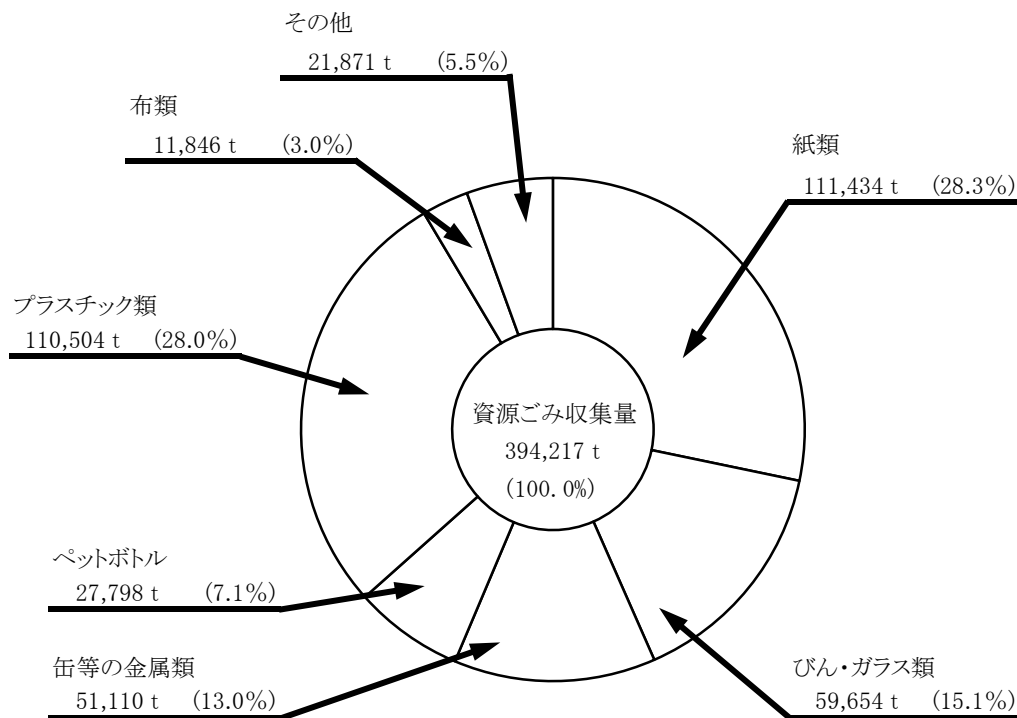 その他
21,871 t (5.5%)
布類
11,846 t (3.0%)
紙類
111,434 t (28.3%)
プラスチック類
110,504 t (28.0%)
資源ごみ収集量
394,217 t
(100.0%)
ペットボトル
27,798 t (7.1%)
缶等の金属類
51,110 t (13.0%)
びん・ガラス類
59,654 t (15.1%)